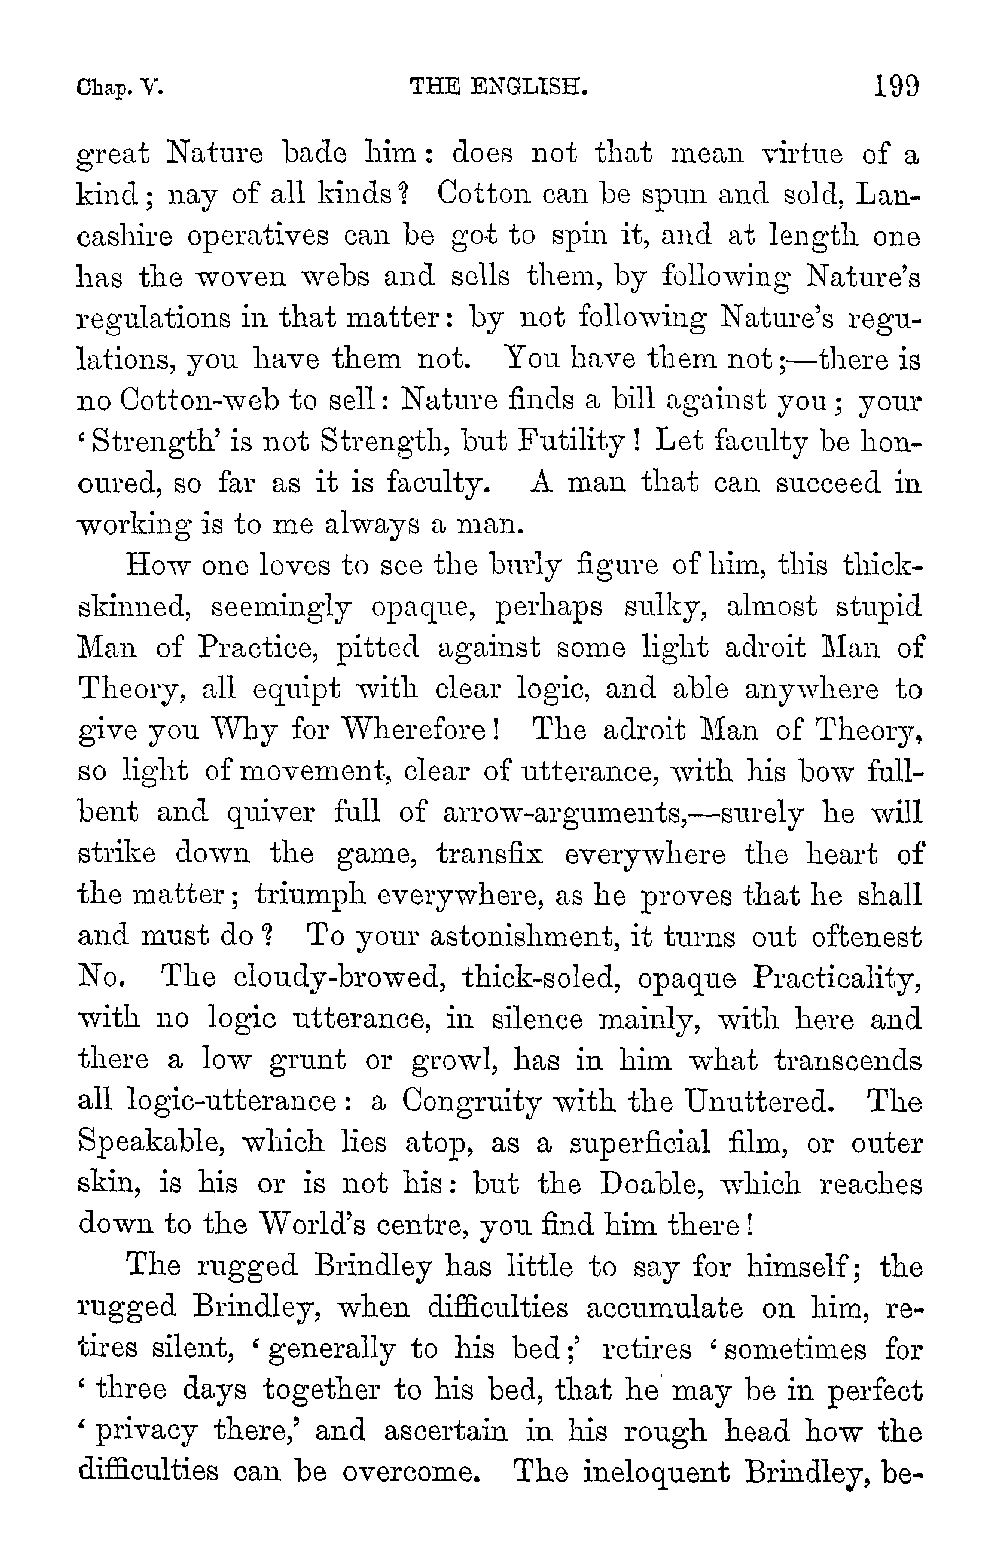 Chap. V. THE ENGLISH. 199
great Nature bade him: does not that mean virtue of a
kind; nay of all kinds? Cotton can be spun and sold, Lan-
cashire operatives can be got to spin it, and at length one
has the woven webs and sells them, by following Nature's
regulations in that matter: by not following Nature's regu-
lations, you have them not. You have them not;—there is
no Cotton-web to sell: Nature finds a bill against you; your
‘Strength’ is not Strength, but Futility! Let faculty be hon-
oured, so far as it is faculty. A man that can succeed in
working is to me always a man.
How one loves to see the burly figure of him, this thick-
skinned, seemingly opaque, perhaps sulky, almost stupid
Man of Practice, pitted against some light adroit Man of
Theory, all equipt with clear logic, and able anywhere to
give you Why for Wherefore! The adroit Man of Theory,
so light of movement, clear of utterance, with his bow full-
bent and quiver full of arrow-arguments,—surely he will
strike down the game, transfix everywhere the heart of
the matter; triumph everywhere, as he proves that he shall
and must do? To your astonishment, it turns out oftenest
No. The cloudy-browed, thick-soled, opaque Practicality,
with no logic utterance, in silence mainly, with here and
there a low grunt or growl, has in him what transcends
all logic-utterance: a Congruity with the Unuttered. The
Speakable, which lies atop, as a superficial film, or outer
skin, is his or is not his: but the Doable, which reaches
down to the World's centre, you find him there!
The rugged Brindley has little to say for himself; the
rugged Brindley, when difficulties accumulate on him, re-
tires silent, ‘generally to his bed;’ retires ‘sometimes for
‘three days together to his bed, that he may be in perfect
‘privacy there,’ and ascertain in his rough head how the
difficulties can be overcome. The ineloquent Brindley, be-